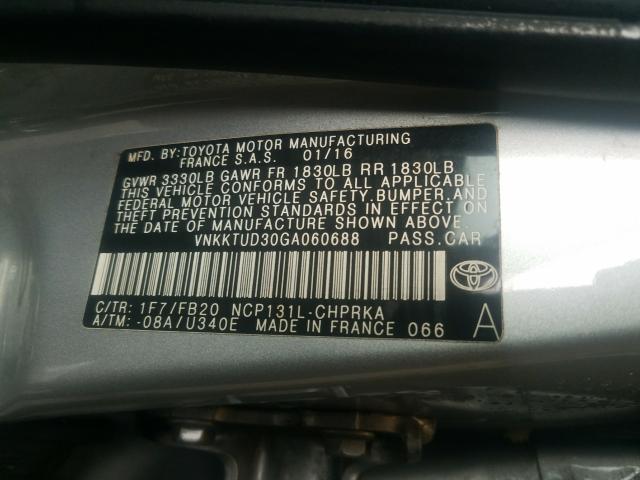 MFD. BY: TOYOTA MOTOR MANUFACTURING
FRANCE S.A.S. 01/16
GVWR 3330LB GAWR FR 1830LB RR 1830LB
THIS VEHICLE CONFORMS TO ALL APPLICABLE
FEDERAL MOTOR VEHICLE SAFETY, BUMPER, AND
THEFT PREVENTION STANDARDS IN EFFECT ON
THE DATE OF MANUFACTURE SHOWN ABOVE.
VNKKTUD30GA060688 PASS.CAR
C/TR: 1F7/FB20 NCP131L-CHPRKA
A/TM: -08A/U340E MADE IN FRANCE 066 A